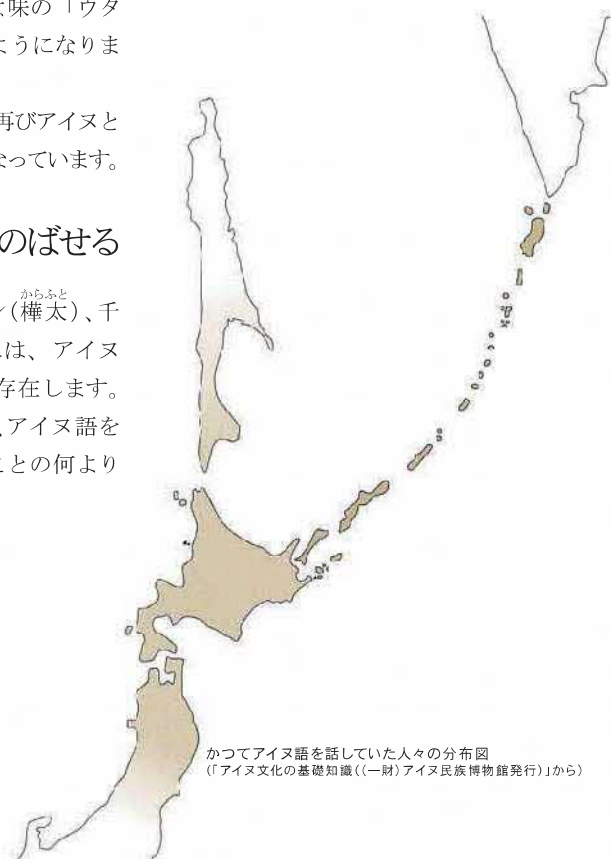 味の「ウタ
ようになりま
再びアイヌと
なっています。
のばせる
からふと
(樺太)、千
は、アイヌ
存在します。
、アイヌ語を
ことの何より
かつてアイヌ語を話していた人々の分布図
(「アイヌ文化の基礎知識((一財)アイヌ民族博物館発行)」から)